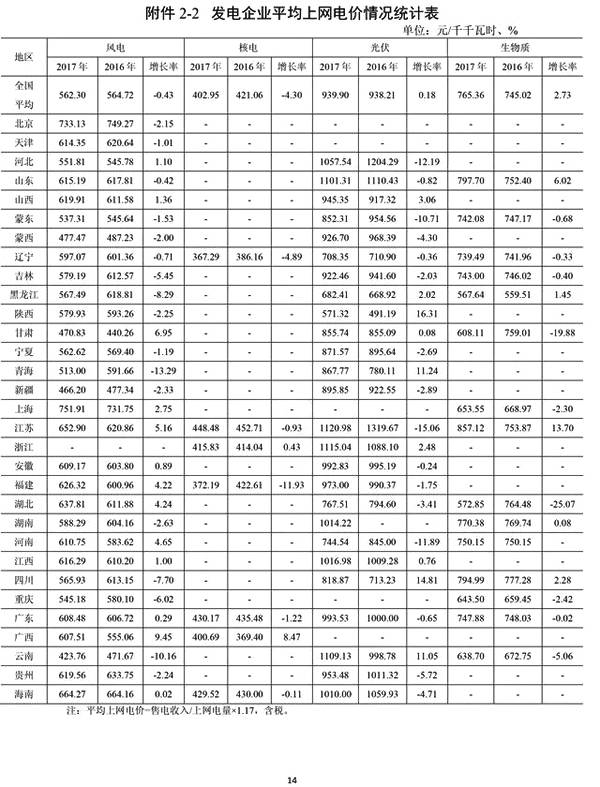 附件 2-2 发电企业平均上网电价情况统计表
单位：元/千千瓦时、%
地区 风电 核电 光伏 生物质
2017 年 2016 年 增长率 2017 年 2016 年 增长率 2017 年 2016 年 增长率 2017 年 2016 年 增长率
全国平均 562.30 564.72 -0.43 402.95 421.06 -4.30 939.90 938.21 0.18 765.36 745.02 2.73
北京 733.13 749.27 -2.15 - - - - - - - - -
天津 614.35 620.64 -1.01 - - - - - - - - -
河北 551.81 545.78 1.10 - - - 1057.54 1204.29 -12.19 - - -
山东 615.19 617.81 -0.42 - - - 1101.31 1110.43 -0.82 797.70 752.40 6.02
山西 619.91 611.58 1.36 - - - 945.35 917.32 3.06 - - -
蒙东 537.31 545.64 -1.53 - - - 852.31 954.56 -10.71 742.08 747.17 -0.68
蒙西 477.47 487.23 -2.00 - - - 926.70 968.39 -4.30 - - -
辽宁 597.07 601.36 -0.71 367.29 386.16 -4.89 708.35 710.90 -0.36 739.49 741.96 -0.33
吉林 579.19 612.57 -5.45 - - - 922.46 941.60 -2.03 743.00 746.02 -0.40
黑龙江 567.49 618.81 -8.29 - - - 682.41 668.92 2.02 567.64 559.51 1.45
陕西 579.93 593.26 -2.25 - - - 571.32 491.19 16.31 - - -
甘肃 470.83 440.26 6.95 - - - 855.74 855.09 0.08 608.11 759.01 -19.88
宁夏 562.62 569.40 -1.19 - - - 871.57 895.64 -2.69 - - -
青海 513.00 591.66 -13.29 - - - 867.77 780.11 11.24 - - -
新疆 466.20 477.34 -2.33 - - - 895.85 922.55 -2.89 - - -
上海 751.91 731.75 2.75 - - - - - - 653.55 668.97 -2.30
江苏 652.90 620.86 5.16 448.48 452.71 -0.93 1120.98 1319.67 -15.06 857.12 753.87 13.70
浙江 - - - 415.83 414.04 0.43 1115.04 1088.10 2.48 - - -
安徽 609.17 603.80 0.89 - - - 992.83 995.19 -0.24 - - -
福建 626.32 600.96 4.22 372.19 422.61 -11.93 973.00 990.37 -1.75 - - -
湖北 637.81 611.88 4.24 - - - 767.51 794.60 -3.41 572.85 764.48 -25.07
湖南 588.29 604.16 -2.63 - - - 1014.22 - - 770.38 769.74 0.08
河南 610.75 583.62 4.65 - - - 744.54 845.00 -11.89 750.15 750.15 -
江西 616.29 610.20 1.00 - - - 1016.98 1009.28 0.76 - - -
四川 565.93 613.15 -7.70 - - - 818.87 713.23 14.81 794.99 777.28 2.28
重庆 545.18 580.10 -6.02 - - - - - - 643.50 659.45 -2.42
广东 608.48 606.72 0.29 430.17 435.48 -1.22 993.53 1000.00 -0.65 747.88 748.03 -0.02
广西 607.51 555.06 9.45 400.69 369.40 8.47 - - - - - -
云南 423.76 471.67 -10.16 - - - 1109.13 998.78 11.05 638.70 672.75 -5.06
贵州 619.56 633.75 -2.24 - - - 953.48 1011.32 -5.72 - - -
海南 664.27 664.16 0.02 429.52 430.00 -0.11 1010.00 1059.93 -4.71 - - -
注：平均上网电价=售电收入/上网电量×1.17，含税。
14